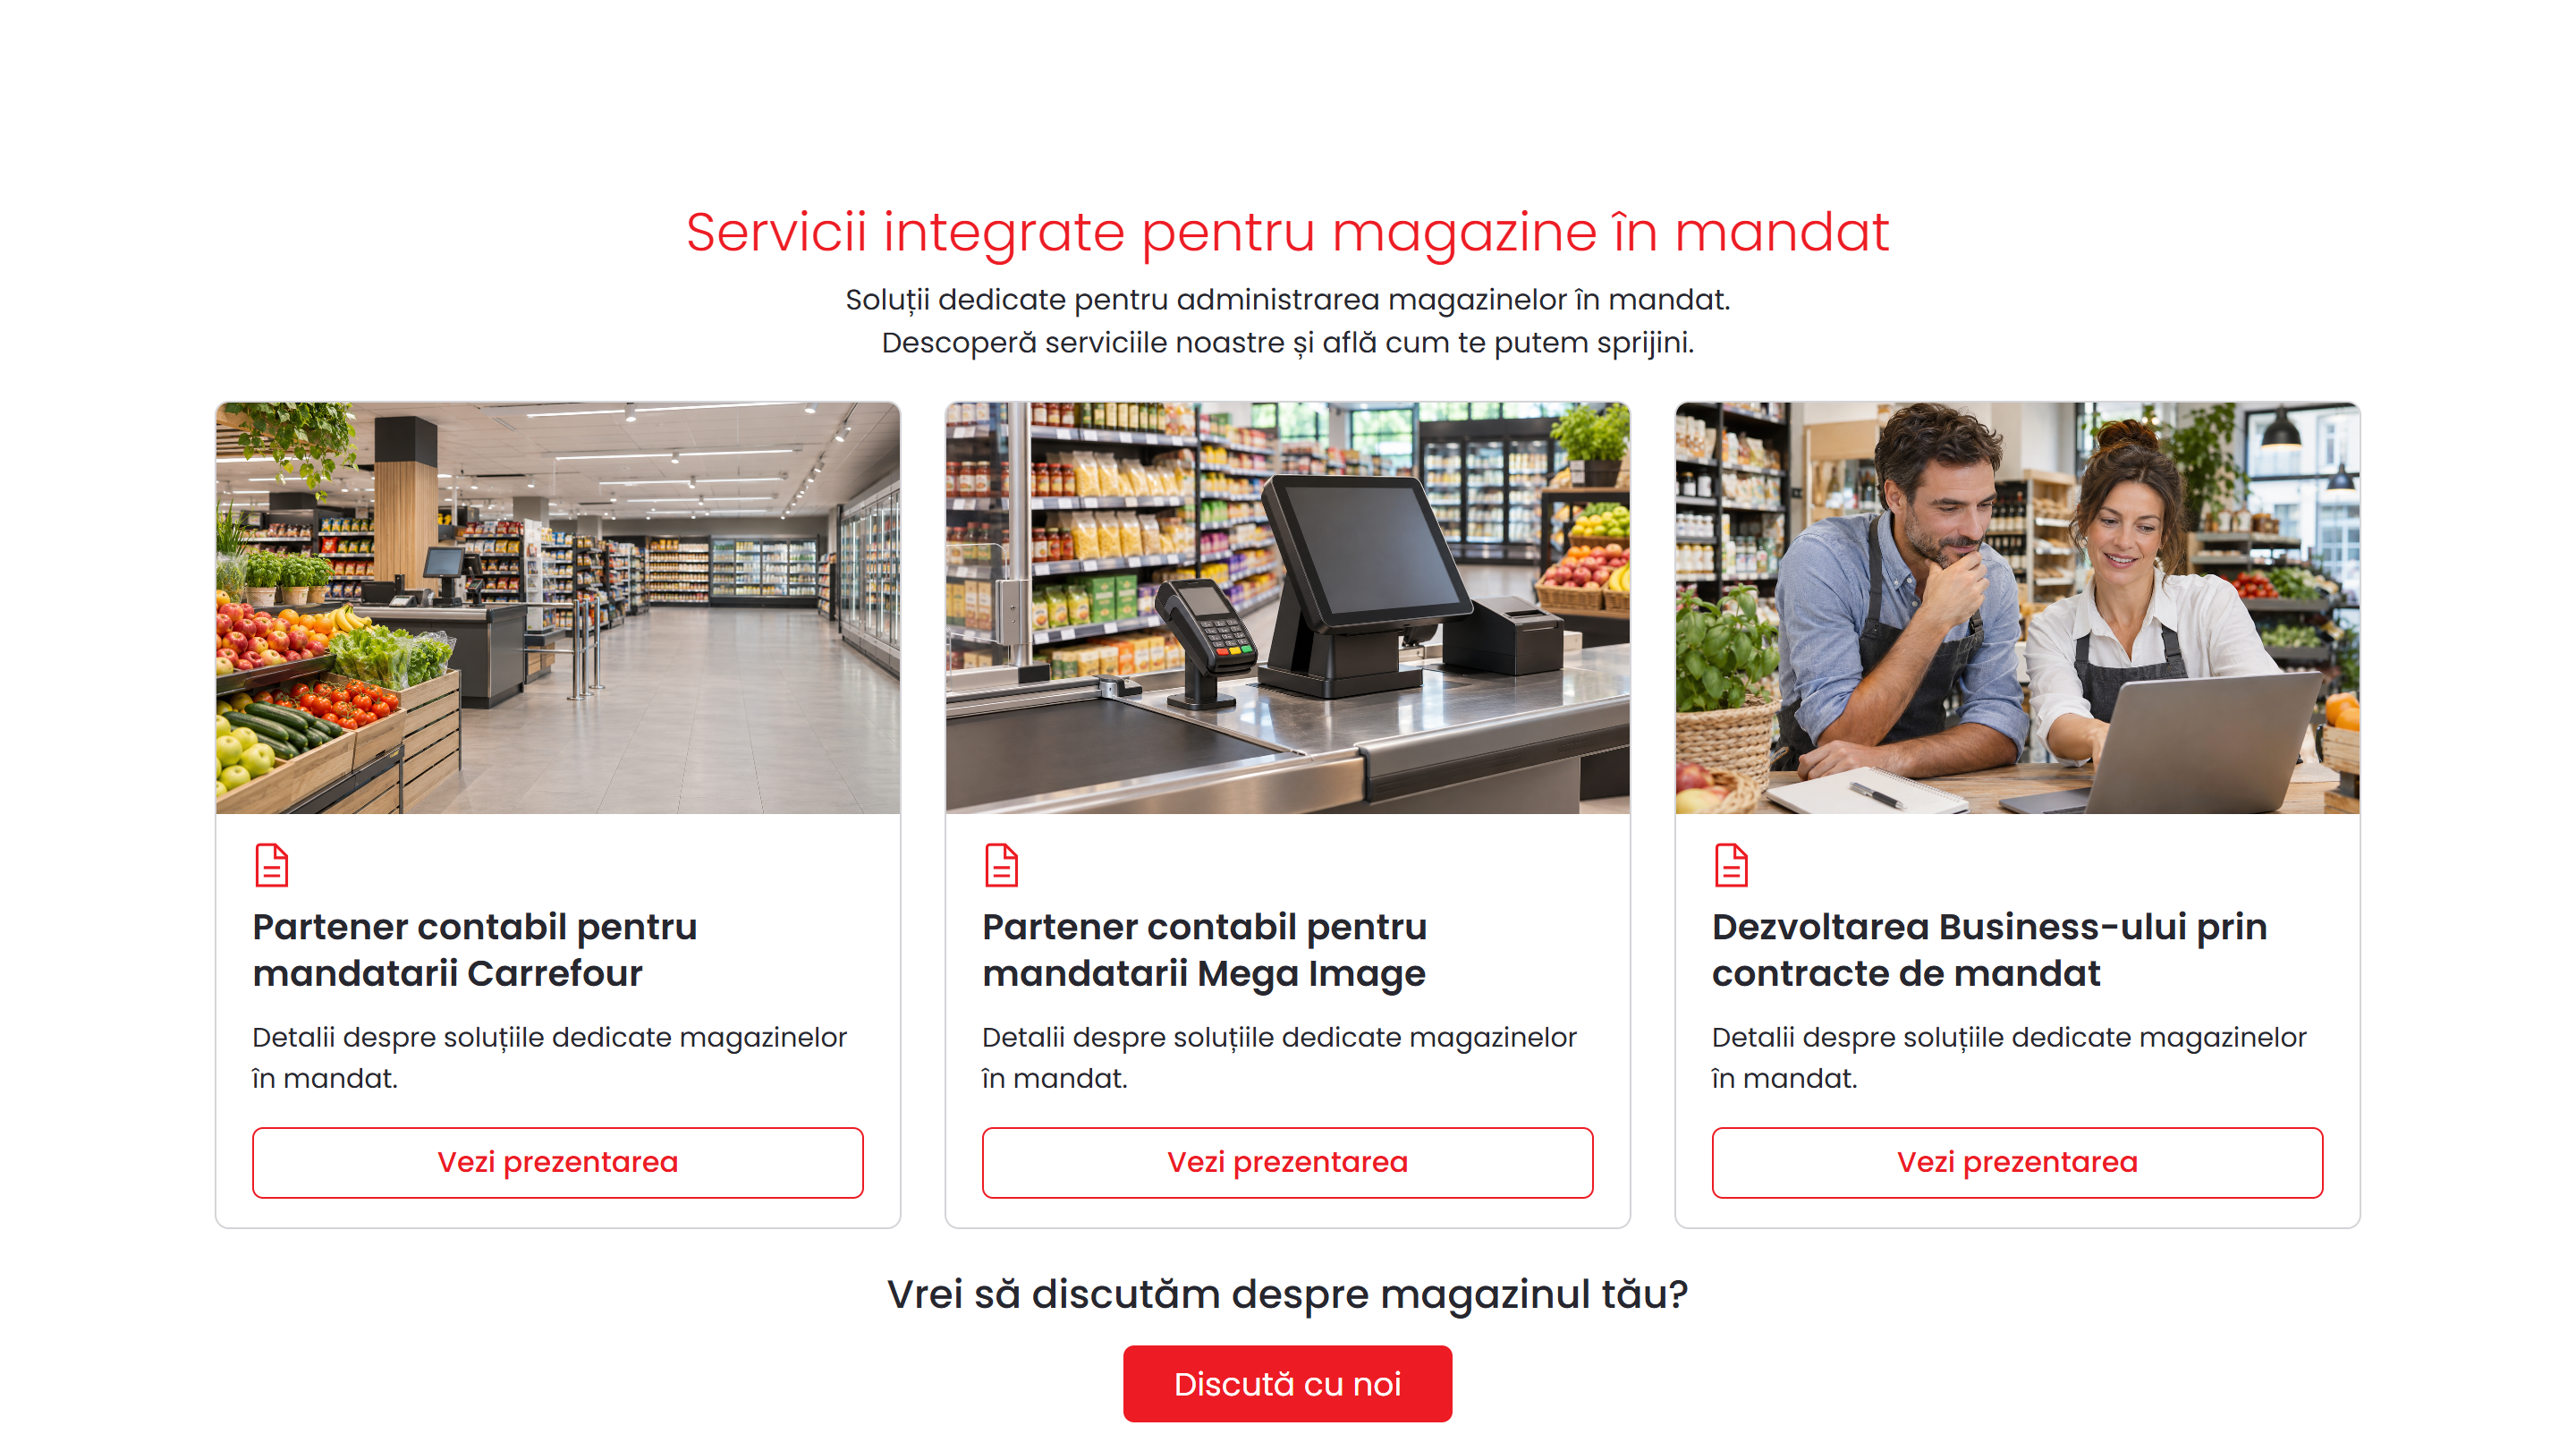 Servicii integrate pentru magazine în mandat
Soluții dedicate pentru administrarea magazinelor în mandat.
Descoperă serviciile noastre și află cum te putem sprijini.
Partener contabil pentru
mandatarii Carrefour
Detalii despre soluțiile dedicate magazinelor
în mandat.
Vezi prezentarea
Partener contabil pentru
mandatarii Mega Image
Detalii despre soluțiile dedicate magazinelor
în mandat.
Vezi prezentarea
Dezvoltarea Business-ului prin
contracte de mandat
Detalii despre soluțiile dedicate magazinelor
în mandat.
Vezi prezentarea
Vrei să discutăm despre magazinul tău?
Discută cu noi